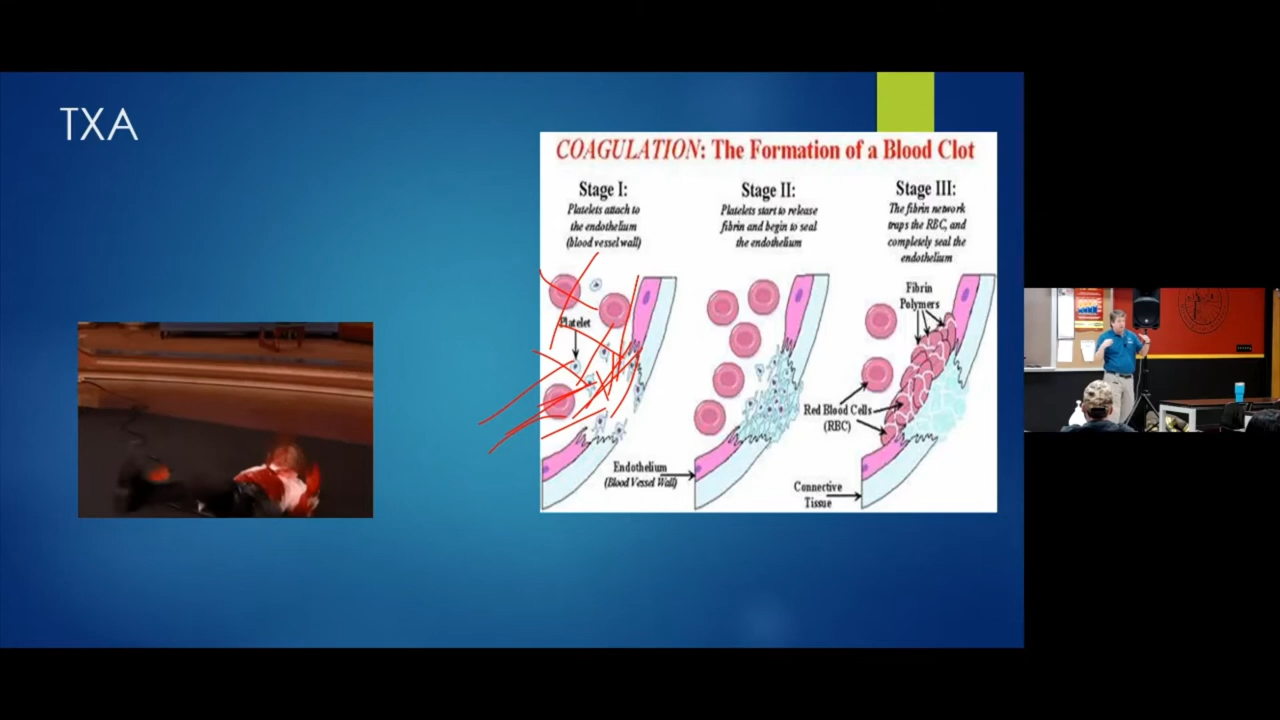 TXA
COAGULATION: The Formation of a Blood Clot
Stage I:
Platelets attach to
the endothelium
(blood vessel wall)
Stage II:
Platelets start to release
fibrin and begin to seal
the endothelium
Stage III:
The fibrin network
traps the RBC, and
completely seal the
endothelium
Platelet
Fibrin
Polymers
Red Blood Cells
(RBC)
Endothelium
(Blood Vessel Wall)
Connective
Tissue